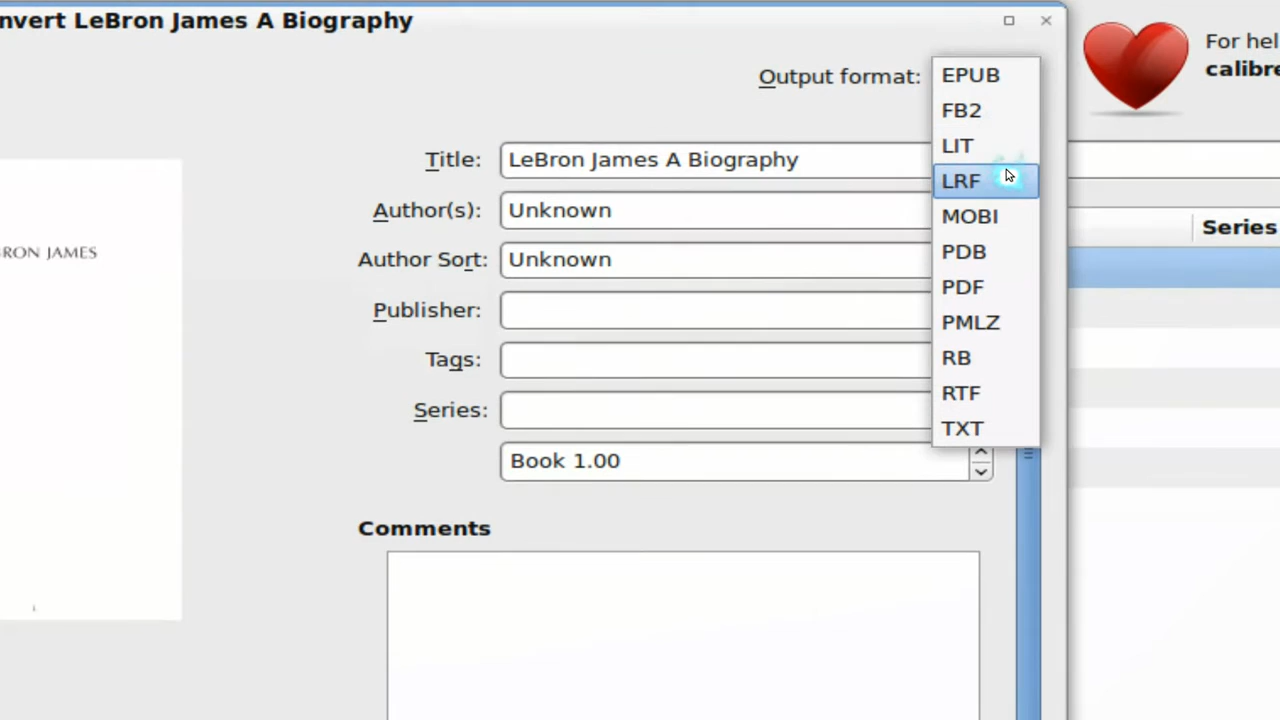 nvert LeBron James A Biography
For hel
calibre
Output format:
EPUB
FB2
LIT
LRF
MOBI
PDB
PDF
PMLZ
RB
RTF
TXT
Title: LeBron James A Biography
Author(s): Unknown
Author Sort: Unknown
Publisher:
Tags:
Series:
Book 1.00
Comments
Series
RON JAMES